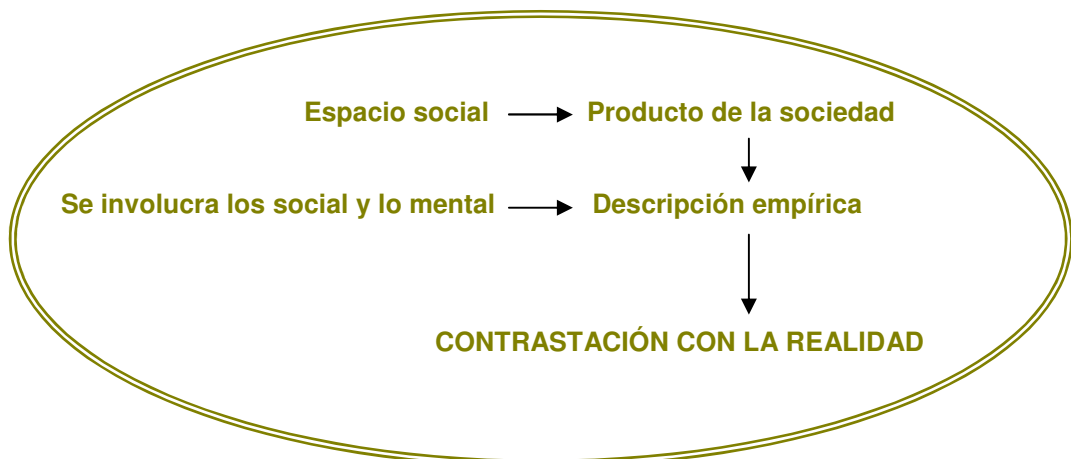 Espacio social Producto de la sociedad
Se involucra los social y lo mental Descripción empírica
CONTRASTACIÓN CON LA REALIDAD